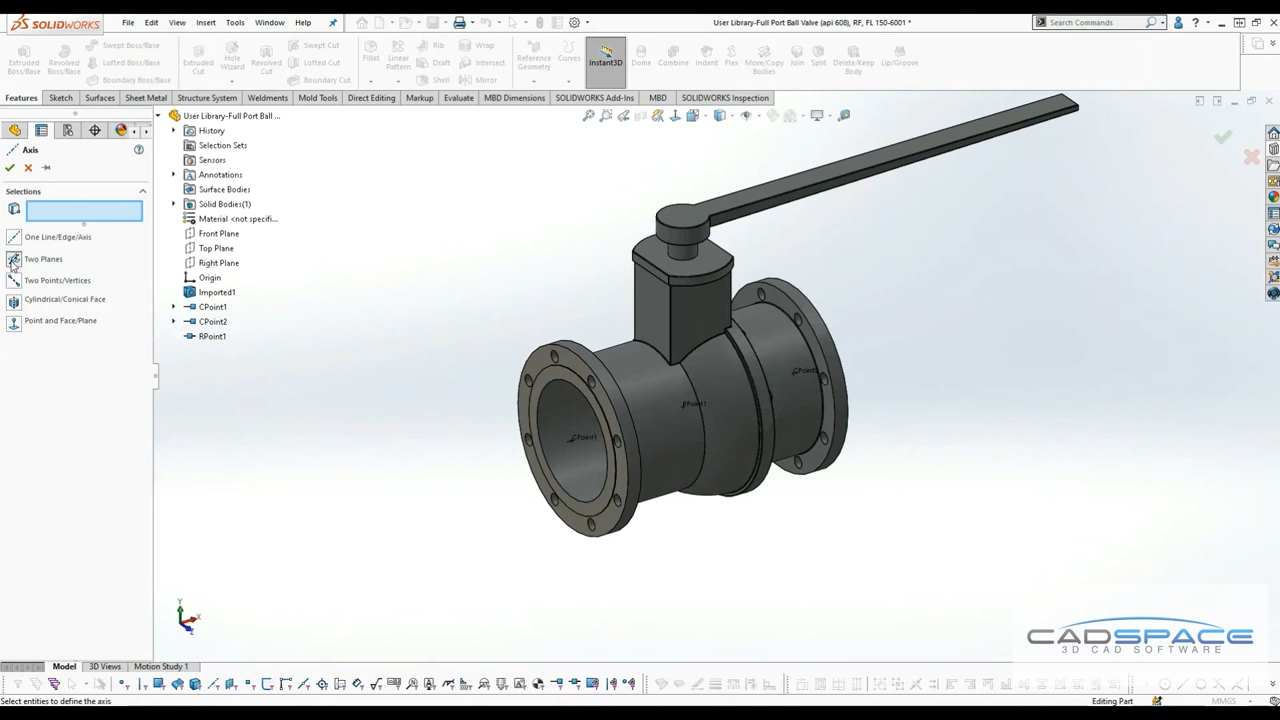 SOLIDWORKS File Edit View Insert Tools Window Help User Library-Full Port Ball Valve (api 608), RF, FL 150-6001 * Search Commands
Extruded Boss/Base
Revolved Boss/Base
Swept Boss/Base
Lofted Boss/Base
Boundary Boss/Base
Extruded Cut
Hole Wizard
Revolved Cut
Swept Cut
Lofted Cut
Boundary Cut
Fillet
Linear Pattern
Rib
Draft
Shell
Wrap
Intersect
Mirror
Reference Geometry
Curves
Instant3D
Dome
Combine
Indent
Flex
Move/Copy Bodies
Join
Split
Delete/Keep Body
Lip/Groove
Features Sketch Surfaces Sheet Metal Structure System Weldments Mold Tools Direct Editing Markup Evaluate MBD Dimensions SOLIDWORKS Add-Ins MBD SOLIDWORKS Inspection
Axis
Selections
One Line/Edge/Axis
Two Planes
Two Points/Vertices
Cylindrical/Conical Face
Point and Face/Plane
User Library-Full Port Ball ...
History
Selection Sets
Sensors
Annotations
Surface Bodies
Solid Bodies(1)
Material <not specifi...
Front Plane
Top Plane
Right Plane
Origin
Imported1
CPoint1
CPoint2
RPoint1
CPoint1
Y
X
Z
CADSPACE
3D CAD SOFTWARE
Model 3D Views Motion Study 1
Select entities to define the axis Editing Part MMGS